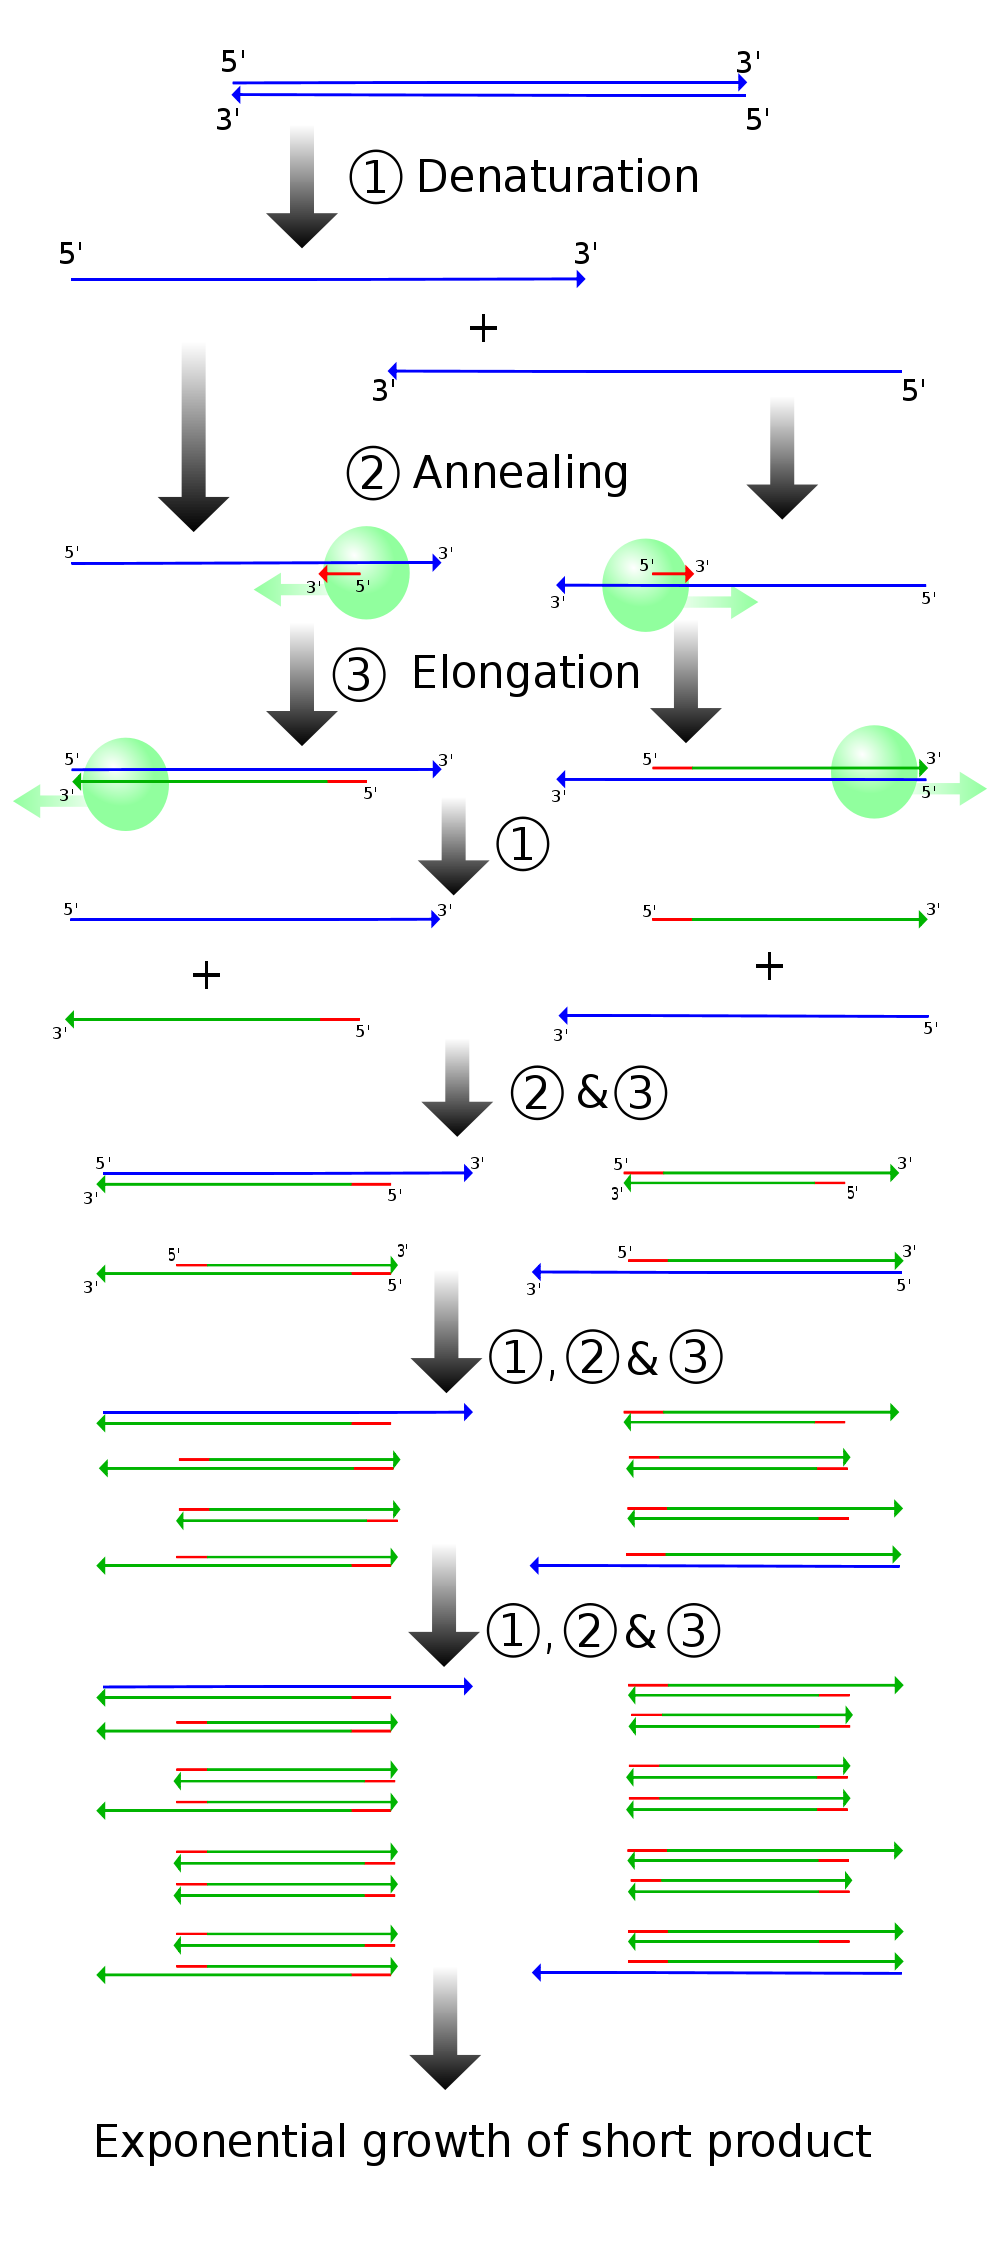 5' 3'
3' 5'
① Denaturation
5' 3'
+
3' 5'
② Annealing
5' 3' 5' 3'
3' 5' 3' 5'
③ Elongation
5' 3' 5' 3'
3' 5' 3' 5'
①
5' 3' 5' 3'
+ +
3' 5' 3' 5'
② & ③
5' 3' 5' 3'
3' 5' 3' 5'
5' 3' 5' 3'
3' 5' 3' 5'
①, ② & ③
①, ② & ③
Exponential growth of short product